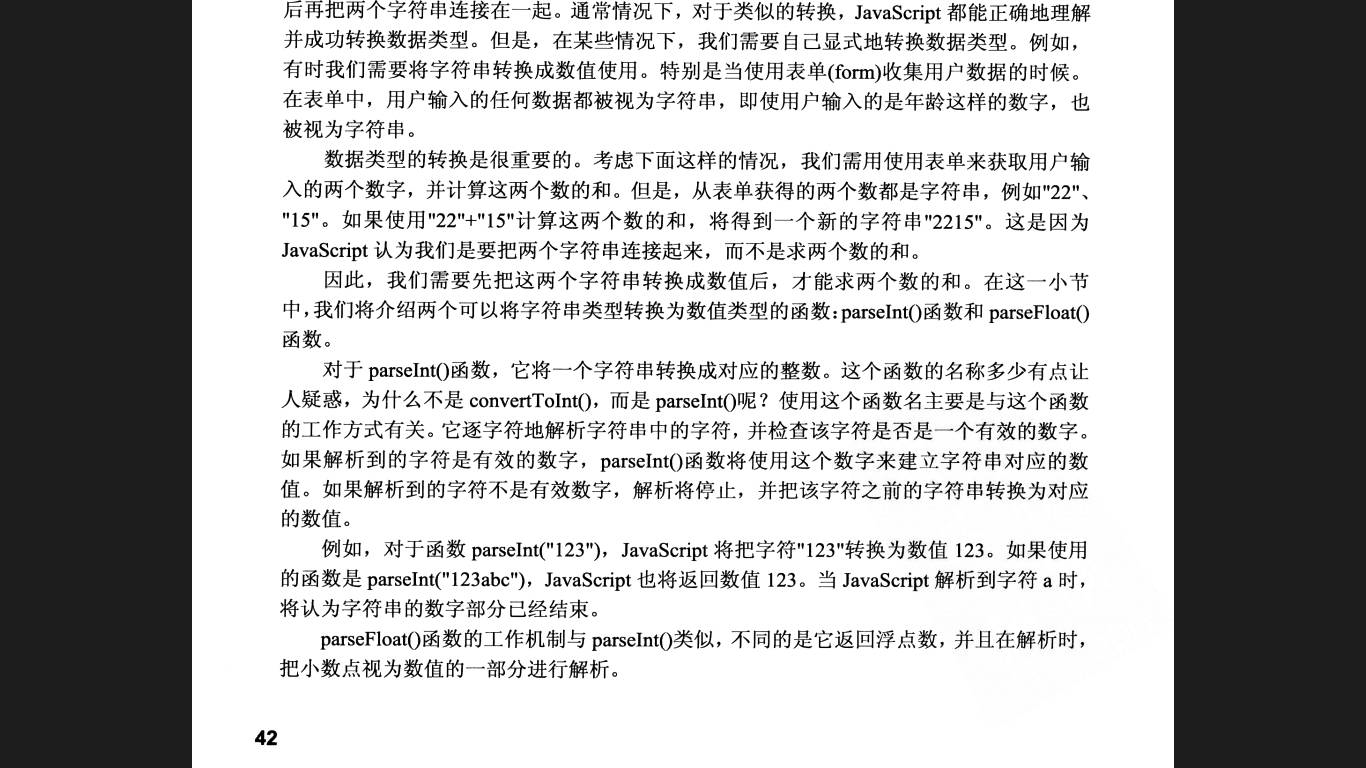 后再把两个字符串连接在一起。通常情况下，对于类似的转换，JavaScript 都能正确地理解
并成功转换数据类型。但是，在某些情况下，我们需要自己显式地转换数据类型。例如，
有时我们需要将字符串转换成数值使用。特别是当使用表单(form)收集用户数据的时候。
在表单中，用户输入的任何数据都被视为字符串，即使用户输入的是年龄这样的数字，也
被视为字符串。
数据类型的转换是很重要的。考虑下面这样的情况，我们需用使用表单来获取用户输
入的两个数字，并计算这两个数的和。但是，从表单获得的两个数都是字符串，例如"22"、
"15"。如果使用"22"+"15"计算这两个数的和，将得到一个新的字符串"2215"。这是因为
JavaScript 认为我们是要把两个字符串连接起来，而不是求两个数的和。
因此，我们需要先把这两个字符串转换成数值后，才能求两个数的和。在这一小节
中，我们将介绍两个可以将字符串类型转换为数值类型的函数：parseInt()函数和 parseFloat()
函数。
对于 parseInt()函数，它将一个字符串转换成对应的整数。这个函数的名称多少有点让
人疑惑，为什么不是 convertToInt()，而是 parseInt()呢？使用这个函数名主要是与这个函数
的工作方式有关。它逐字符地解析字符串中的字符，并检查该字符是否是一个有效的数字。
如果解析到的字符是有效的数字，parseInt()函数将使用这个数字来建立字符串对应的数
值。如果解析到的字符不是有效数字，解析将停止，并把该字符之前的字符串转换为对应
的数值。
例如，对于函数 parseInt("123")，JavaScript 将把字符"123"转换为数值 123。如果使用
的函数是 parseInt("123abc")，JavaScript 也将返回数值 123。当 JavaScript 解析到字符 a 时，
将认为字符串的数字部分已经结束。
parseFloat()函数的工作机制与 parseInt()类似，不同的是它返回浮点数，并且在解析时，
把小数点视为数值的一部分进行解析。
42